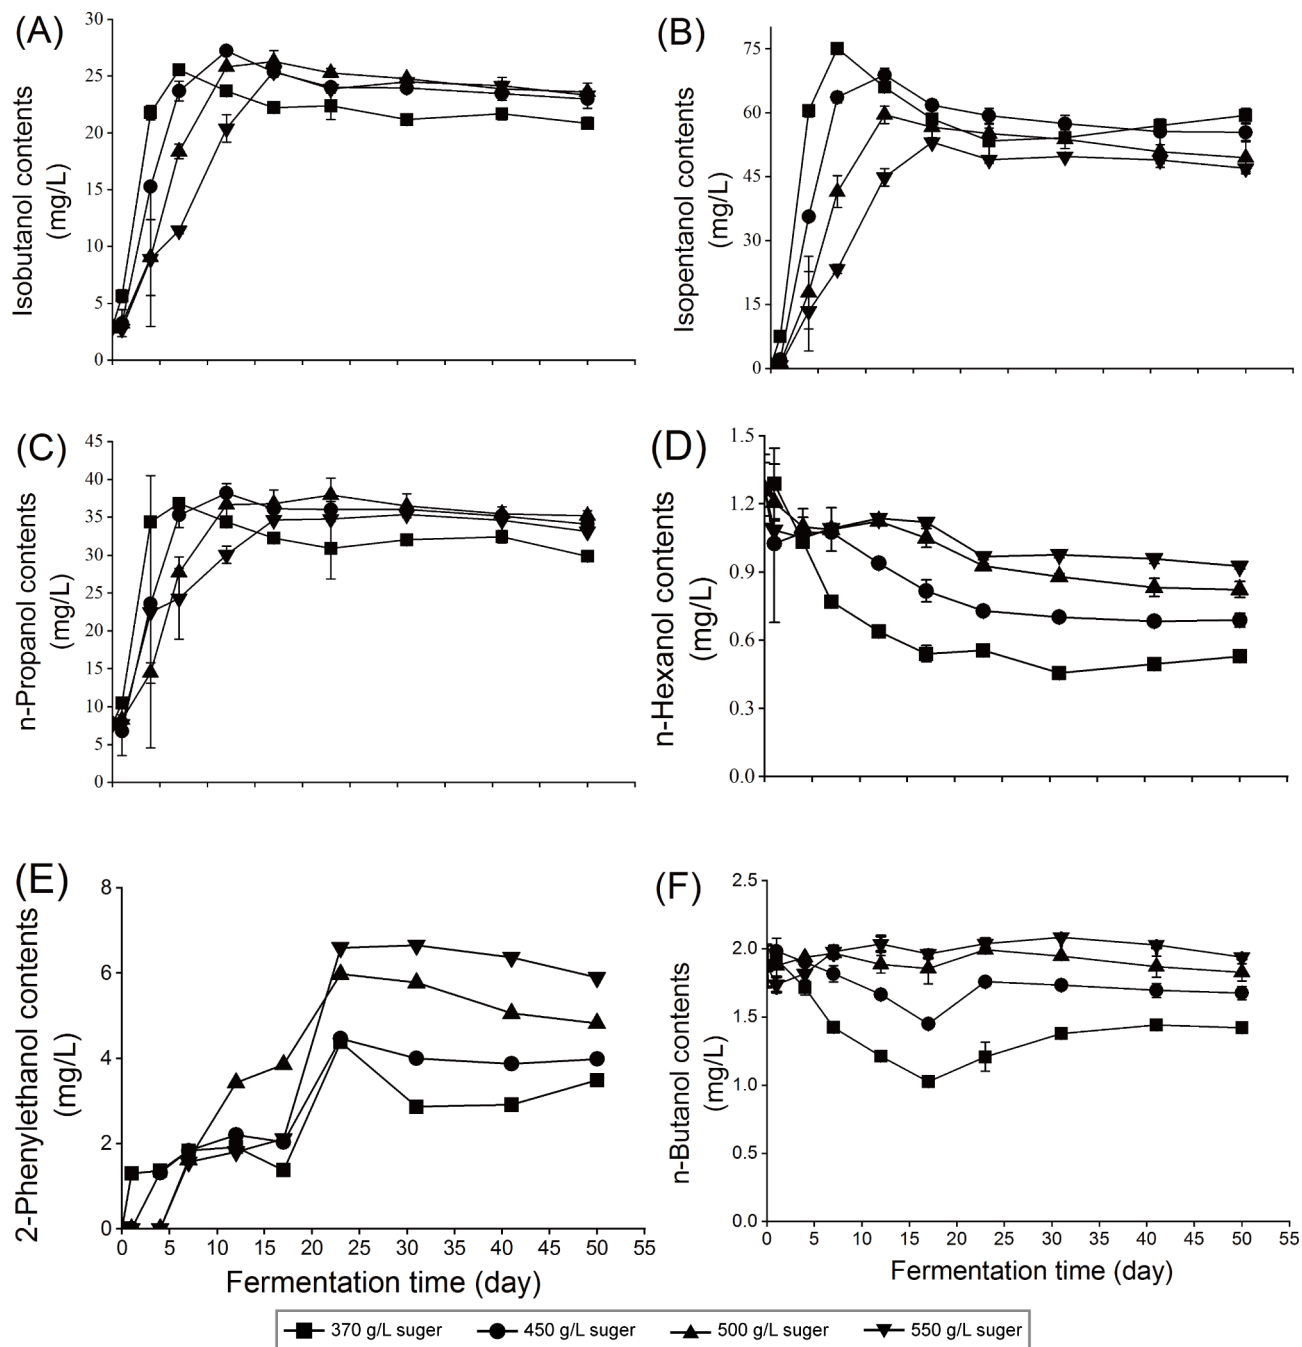 (A)
30
25
20
15
10
5
0
Isobutanol contents
(mg/L)
(B)
75
60
45
30
15
0
Isopentanol contents
(mg/L)
(C)
45
40
35
30
25
20
15
10
5
0
n-Propanol contents
(mg/L)
(D)
1.5
1.2
0.9
0.6
0.3
0.0
n-Hexanol contents
(mg/L)
(E)
8
6
4
2
0
2-Phenylethanol contents
(mg/L)
0 5 10 15 20 25 30 35 40 45 50 55
Fermentation time (day)
(F)
2.5
2.0
1.5
1.0
0.5
0.0
n-Butanol contents
(mg/L)
0 5 10 15 20 25 30 35 40 45 50 55
Fermentation time (day)
370 g/L suger 450 g/L suger 500 g/L suger 550 g/L suger